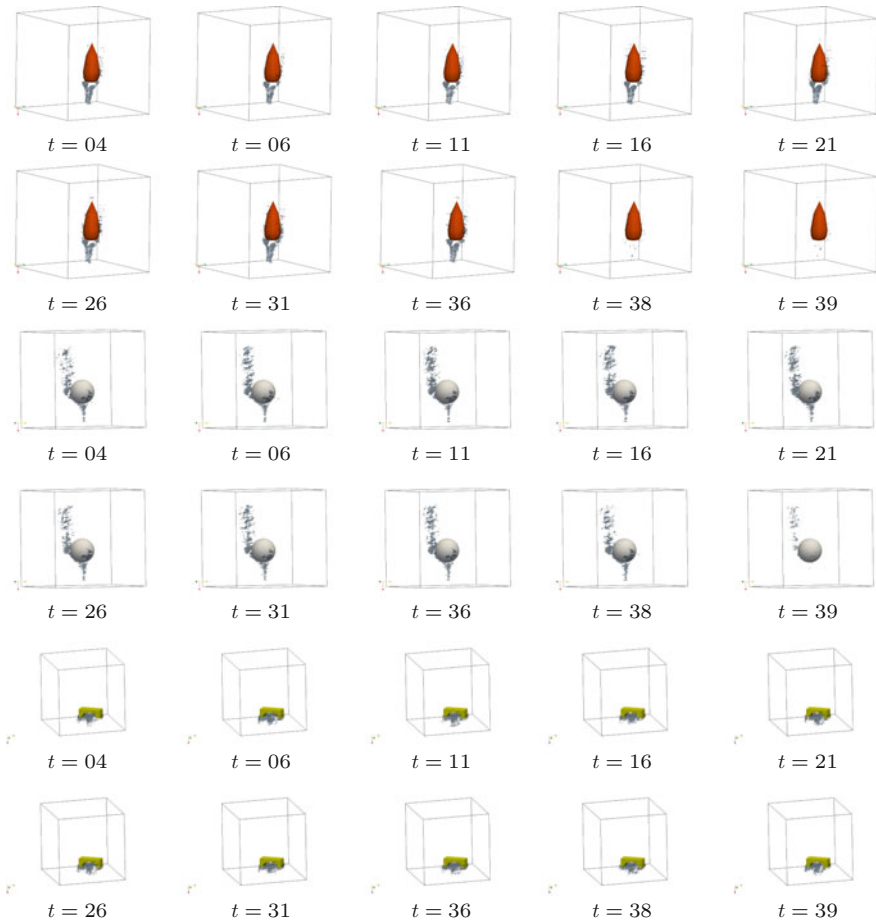 t = 04 t = 06 t = 11 t = 16 t = 21
t = 26 t = 31 t = 36 t = 38 t = 39
t = 04 t = 06 t = 11 t = 16 t = 21
t = 26 t = 31 t = 36 t = 38 t = 39
t = 04 t = 06 t = 11 t = 16 t = 21
t = 26 t = 31 t = 36 t = 38 t = 39